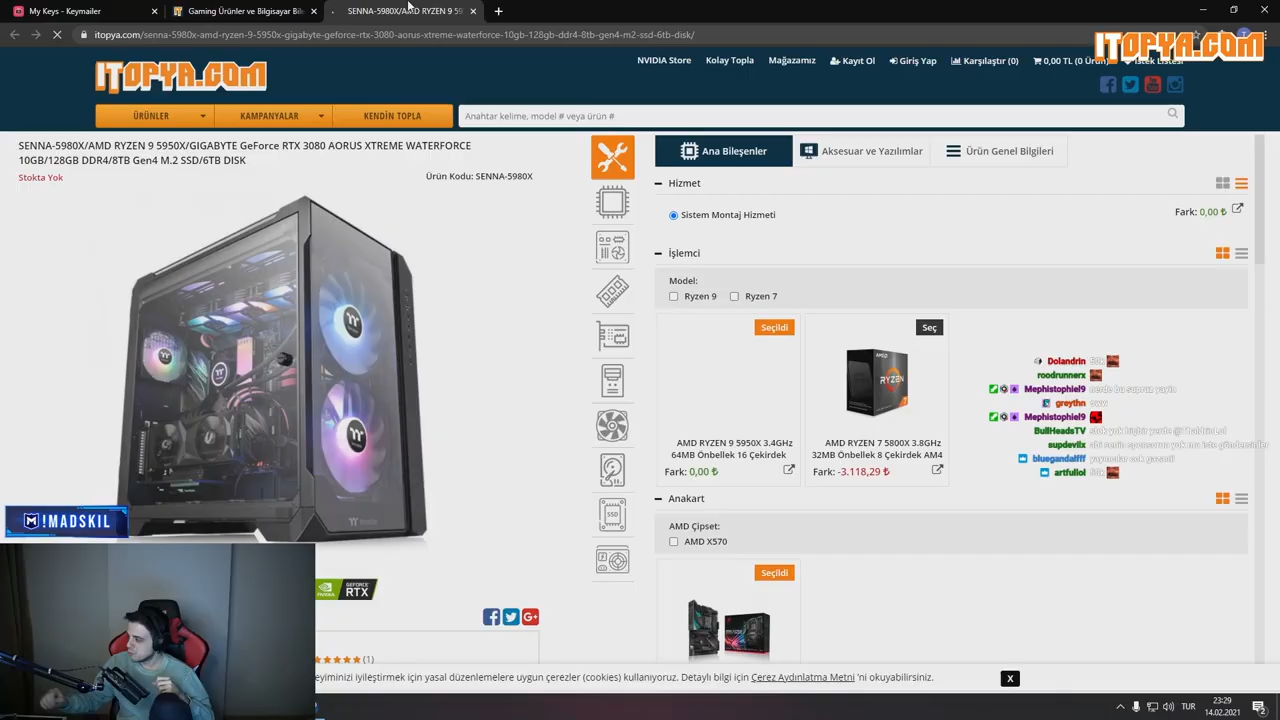 My Keys - Keymailer
Gaming Ürünler ve Bilgisayar Bile
SENNA-5980X/AMD RYZEN 9 59
itopya.com/senna-5980x-amd-ryzen-9-5950x-gigabyte-geforce-rtx-3080-aorus-xtreme-waterforce-10gb-128gb-ddr4-8tb-gen4-m2-ssd-6tb-disk/
ITOPYA.COM
ITOPYA.COM
NVIDIA Store
Kolay Topla
Mağazamız
Kayıt Ol
Giriş Yap
Karşılaştır (0)
0,00 TL (0 Ürün)
İstek Listesi
ÜRÜNLER
KAMPANYALAR
KENDİN TOPLA
Anahtar kelime, model # veya ürün #
SENNA-5980X/AMD RYZEN 9 5950X/GIGABYTE GeForce RTX 3080 AORUS XTREME WATERFORCE
10GB/128GB DDR4/8TB Gen4 M.2 SSD/6TB DISK
Stokta Yok
Ürün Kodu: SENNA-5980X
Ana Bileşenler
Aksesuar ve Yazılımlar
Ürün Genel Bilgileri
Hizmet
Sistem Montaj Hizmeti
Fark: 0,00 ₺
İşlemci
Model:
Ryzen 9
Ryzen 7
Seçildi
Seç
AMD
RYZEN
AMD RYZEN 9 5950X 3.4GHz
64MB Önbellek 16 Çekirdek
Fark: 0,00 ₺
AMD RYZEN 7 5800X 3.8GHz
32MB Önbellek 8 Çekirdek AM4
Fark: -3.118,29 ₺
Dolandrin
roodrunnerx
Mephistophiel9
greythn
Mephistophiel9
BullHeadsTV
supdevilx
bluegandalfff
artfullol
Anakart
AMD Çipset:
AMD X570
Seçildi
!MADSKIL
NVIDIA
GEFORCE
RTX
(1)
eyiminizi iyileştirmek için yasal düzenlemelere uygun çerezler (cookies) kullanıyoruz. Detaylı bilgi için Çerez Aydınlatma Metni 'ni okuyabilirsiniz.
X
TUR
23:29
14.02.2021